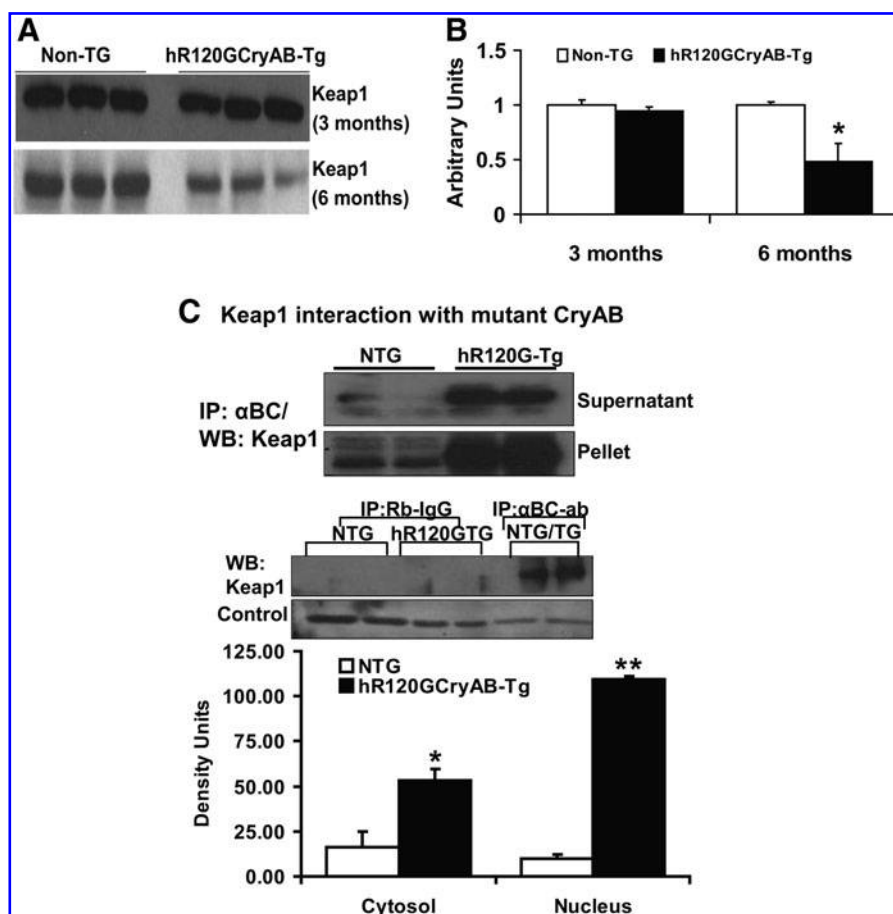 A
Non-TG hR120GCryAB-Tg
Keap1
(3 months)
Keap1
(6 months)
B
Non-TG hR120GCryAB-Tg
Arbitrary Units
1.5
1
0.5
0
*
3 months 6 months
C Keap1 interaction with mutant CryAB
NTG hR120G-Tg
IP: αBC/
WB: Keap1
Supernatant
Pellet
IP:Rb-IgG IP:αBC-ab
NTG hR120GTG NTG/TG
WB:
Keap1
Control
Density Units
125.00
100.00
75.00
50.00
25.00
0.00
NTG
hR120GCryAB-Tg
*
**
Cytosol Nucleus